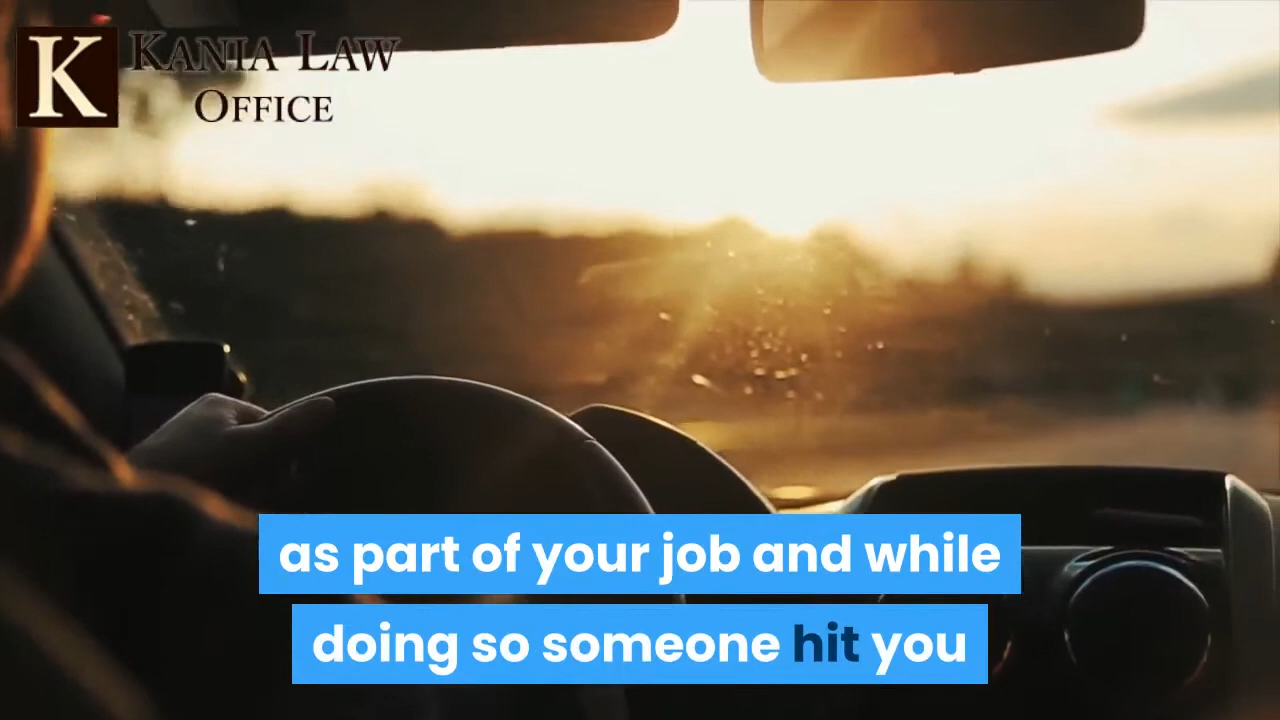 K
KANIA LAW
OFFICE
as part of your job and while
doing so someone hit you